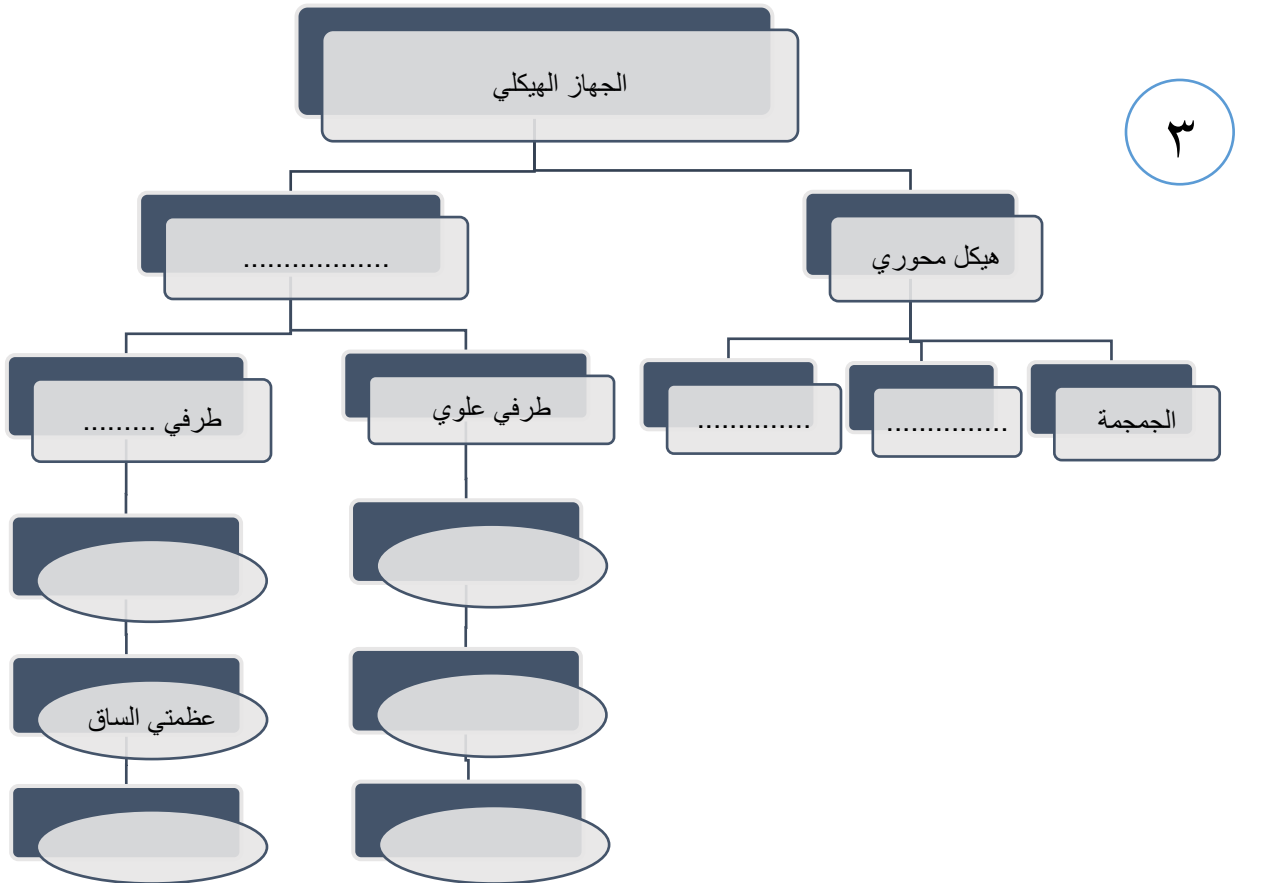 الجهاز الهيكلي
٣
هيكل محوري
..................
الجمجمة
...............
..............
طرفي علوي
طرفي .........
عظمتي الساق